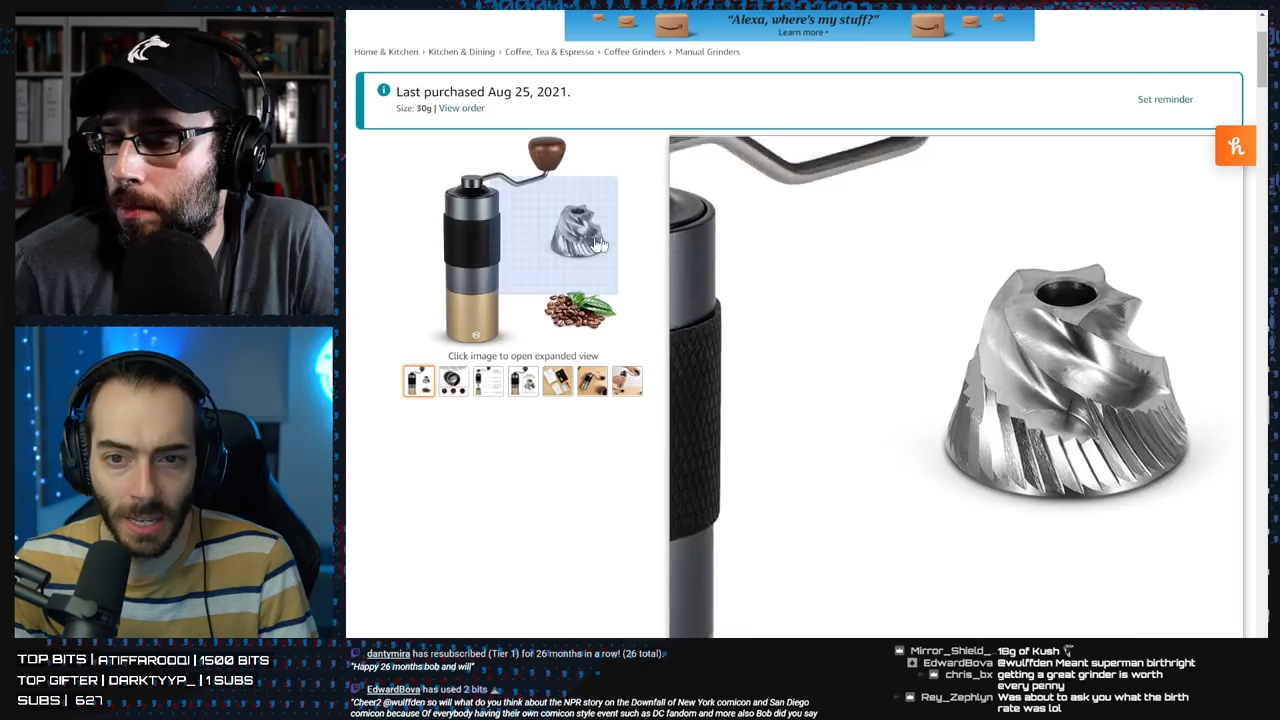 "Alexa, where's my stuff?"
Learn more ▸
Home & Kitchen › Kitchen & Dining › Coffee, Tea & Espresso › Coffee Grinders › Manual Grinders
Last purchased Aug 25, 2021.
Size: 30g | View order
Set reminder
h
Click image to open expanded view
TOP BITS | ATIFFAROOQI | 1500 BITS
TOP GIFTER | DARKTYYP_ | 1 SUBS
SUBS | 627
dantymira has resubscribed (Tier 1) for 26 months in a row! (26 total).
"Happy 26 months bob and will"
EdwardBova has used 2 bits
"Cheer2 @wulffden so will what do you think about the NPR story on the Downfall of New York comicon and San Diego
comicon because Of everybody having their own comicon style event such as DC fandom and more also Bob did you say
Mirror_Shield_ 18g of Kush
EdwardBova @wulffden Meant superman birthright
chris_bx getting a great grinder is worth
every penny
Rey_Zephlyn Was about to ask you what the birth
rate was lol